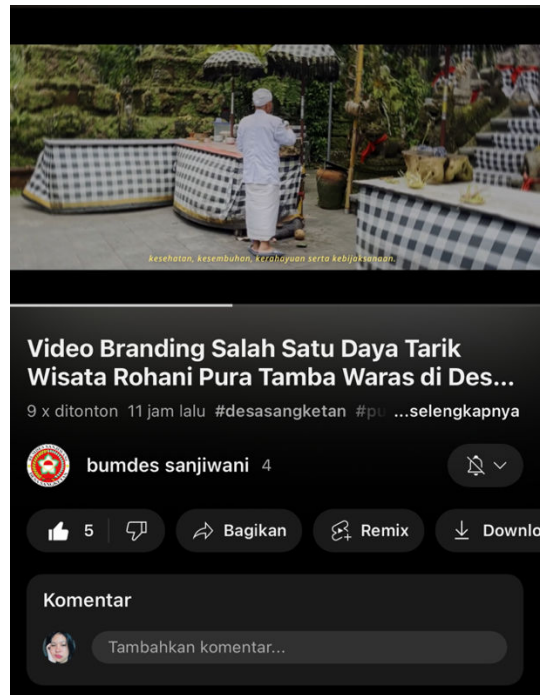 kesehatan, kesembuhan, kerahayuan serta kebijaksanaan.
Video Branding Salah Satu Daya Tarik
Wisata Rohani Pura Tamba Waras di Des...
9 x ditonton 11 jam lalu #desasangketan #pu ...selengkapnya
bumdes sanjiwani 4
5 Bagikan Remix Downlo
Komentar
Tambahkan komentar...